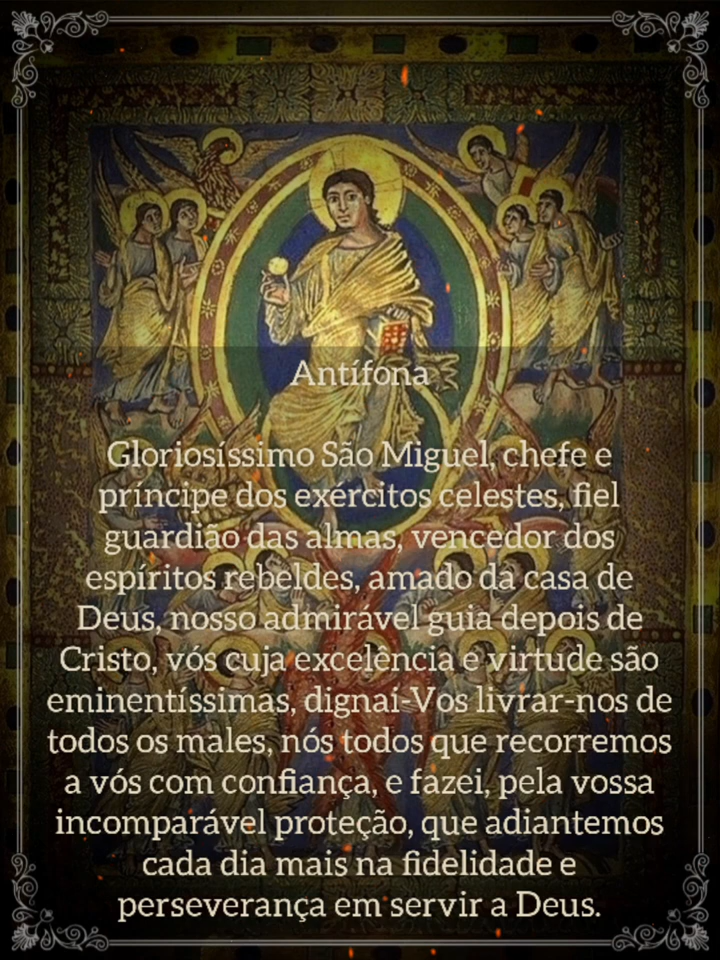 Antífona
Gloriosíssimo São Miguel, chefe e
príncipe dos exércitos celestes, fiel
guardião das almas, vencedor dos
espíritos rebeldes, amado da casa de
Deus, nosso admirável guia depois de
Cristo, vós cuja excelência e virtude são
eminentíssimas, dignaí-Vos livrar-nos de
todos os males, nós todos que recorremos
a vós com confiança, e fazei, pela vossa
incomparável proteção, que adiantemos
cada dia mais na fidelidade e
perseverança em servir a Deus.